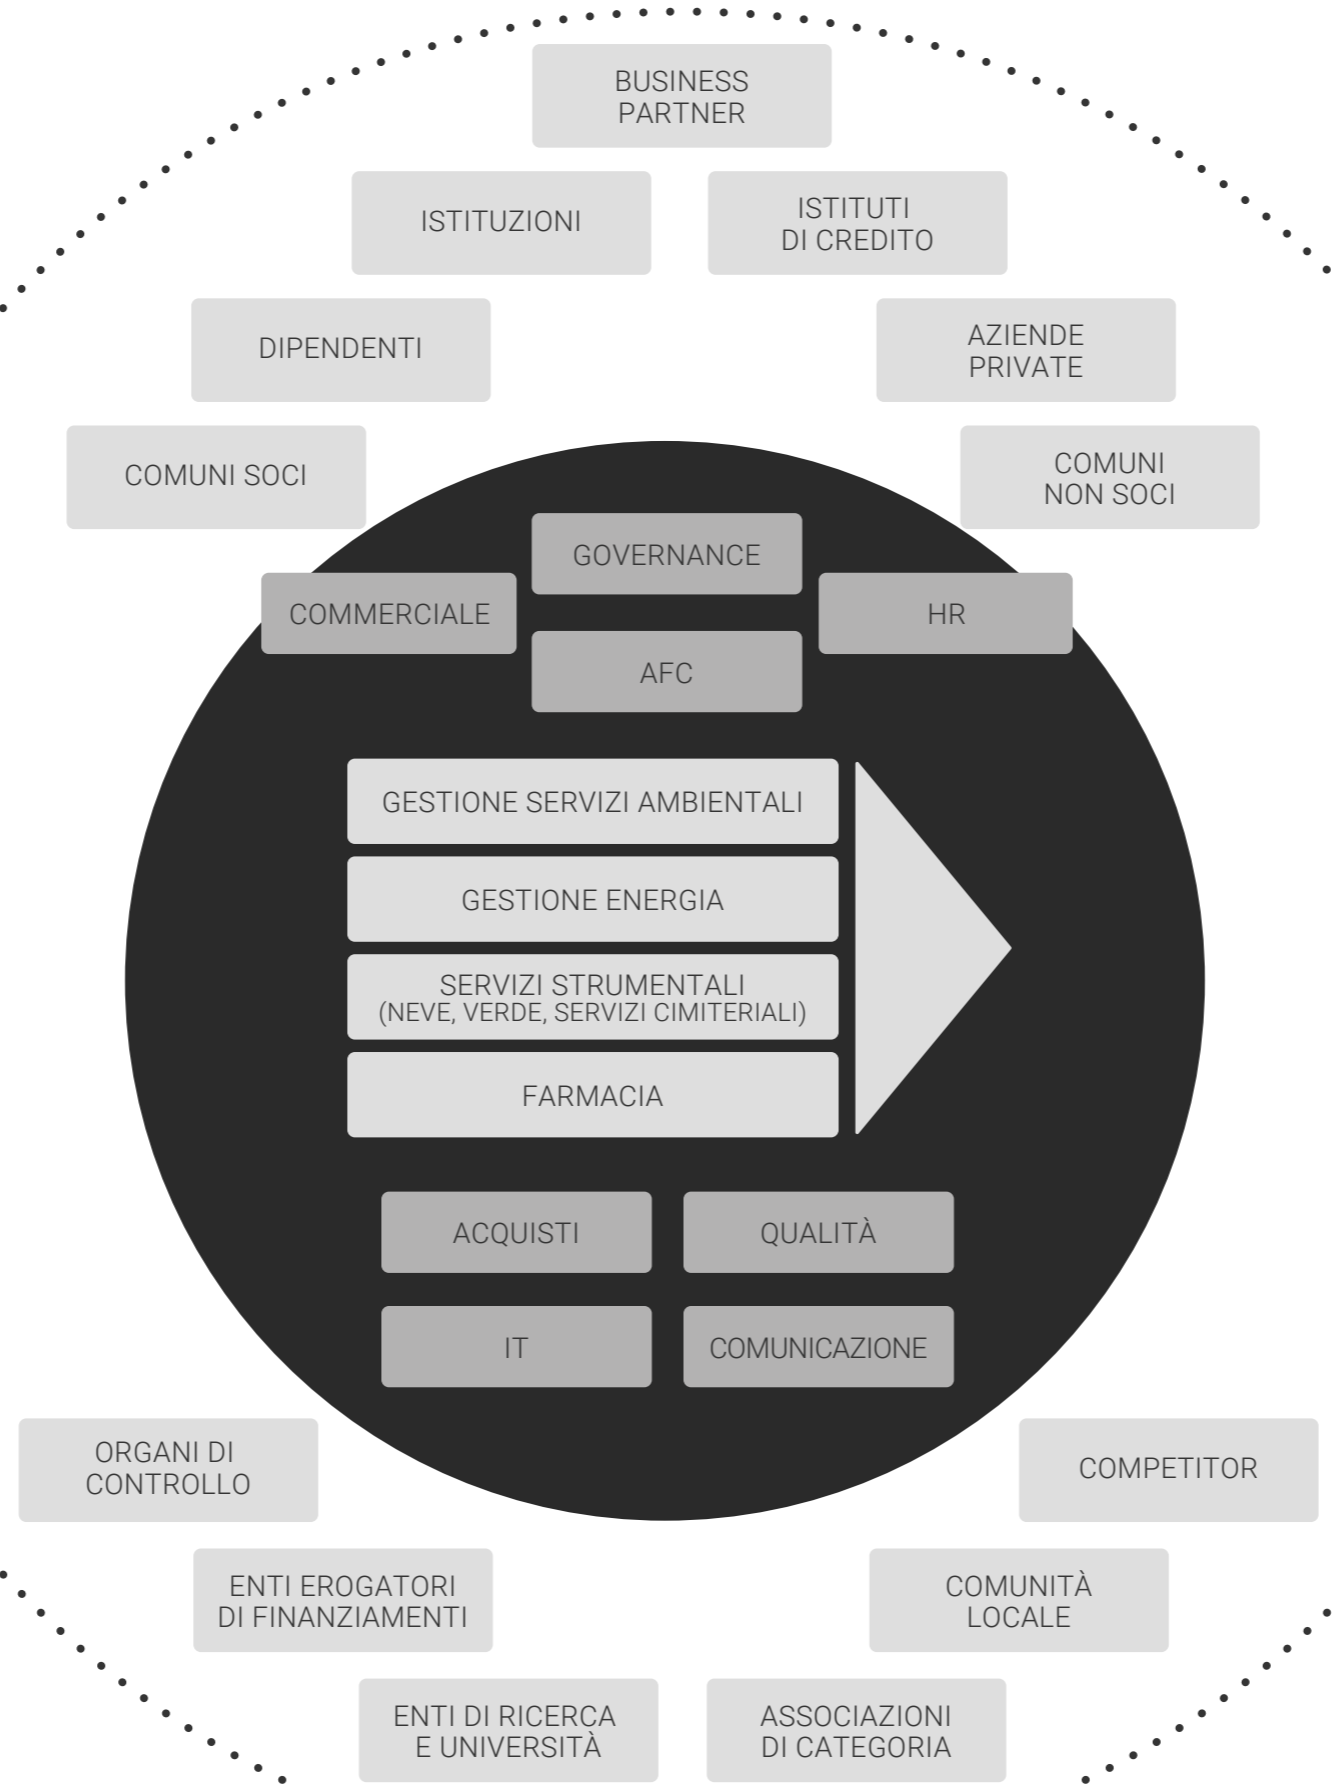 BUSINESS
PARTNER
ISTITUZIONI
ISTITUTI
DI CREDITO
DIPENDENTI
AZIENDE
PRIVATE
COMUNI SOCI
COMUNI
NON SOCI
GOVERNANCE
COMMERCIALE
HR
AFC
GESTIONE SERVIZI AMBIENTALI
GESTIONE ENERGIA
SERVIZI STRUMENTALI
(NEVE, VERDE, SERVIZI CIMITERIALI)
FARMACIA
ACQUISTI
QUALITÀ
IT
COMUNICAZIONE
ORGANI DI
CONTROLLO
COMPETITOR
ENTI EROGATORI
DI FINANZIAMENTI
COMUNITÀ
LOCALE
ENTI DI RICERCA
E UNIVERSITÀ
ASSOCIAZIONI
DI CATEGORIA